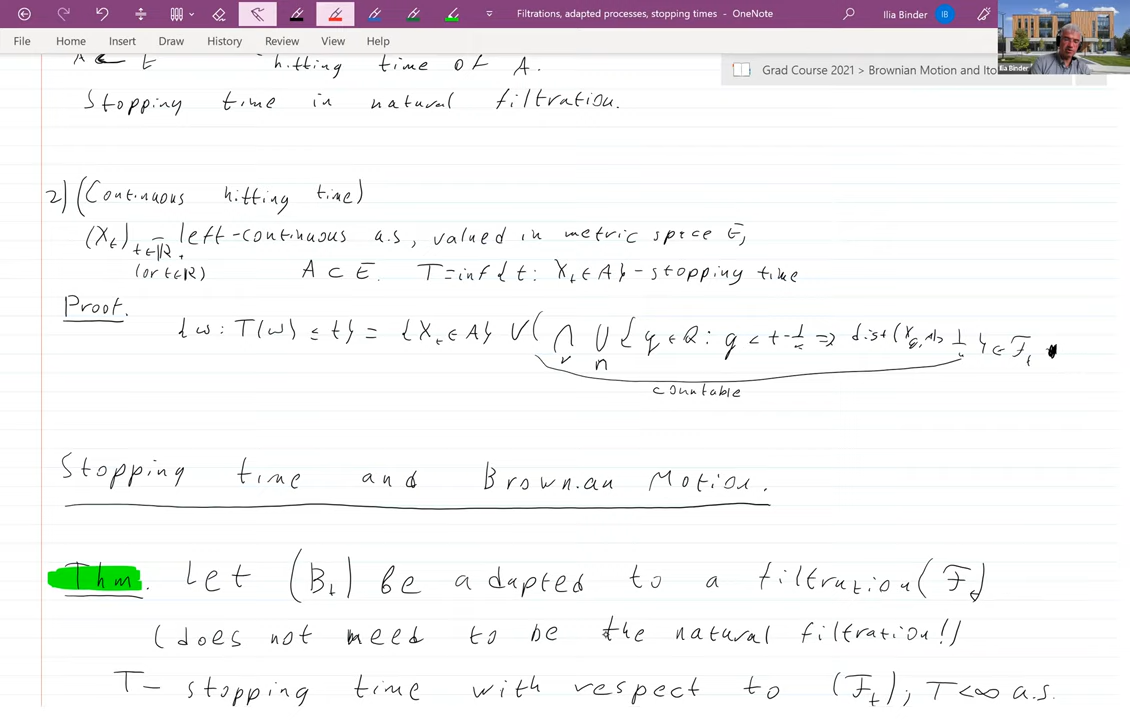 Filtrations, adapted processes, stopping times - OneNote
Ilia Binder
IB
File Home Insert Draw History Review View Help
Ilia Binder
Grad Course 2021 > Brownian Motion and Ito
A ⊂ E hitting time of A.
Stopping time in natural filtration.
2) (Continuous hitting time)
(X_t)_{t∈ℝ_+} left-continuous a.s, valued in metric space E,
(or t∈ℝ) A ⊂ E. T=inf{t: X_t ∈ A} - stopping time
Proof.
{ω: T(ω) ≤ t} = {X_t ∈ A} ∪ (⋂ ⋃_n {q ∈ Q: q < t-1/n => dist(X_q, A) 1/n } ∈ F_t
countable
Stopping time and Brownian Motion.
Thm. Let (B_t) be adapted to a filtration (F_t)
(does not need to be the natural filtration!)
T- stopping time with respect to (F_t), T<∞ a.s.